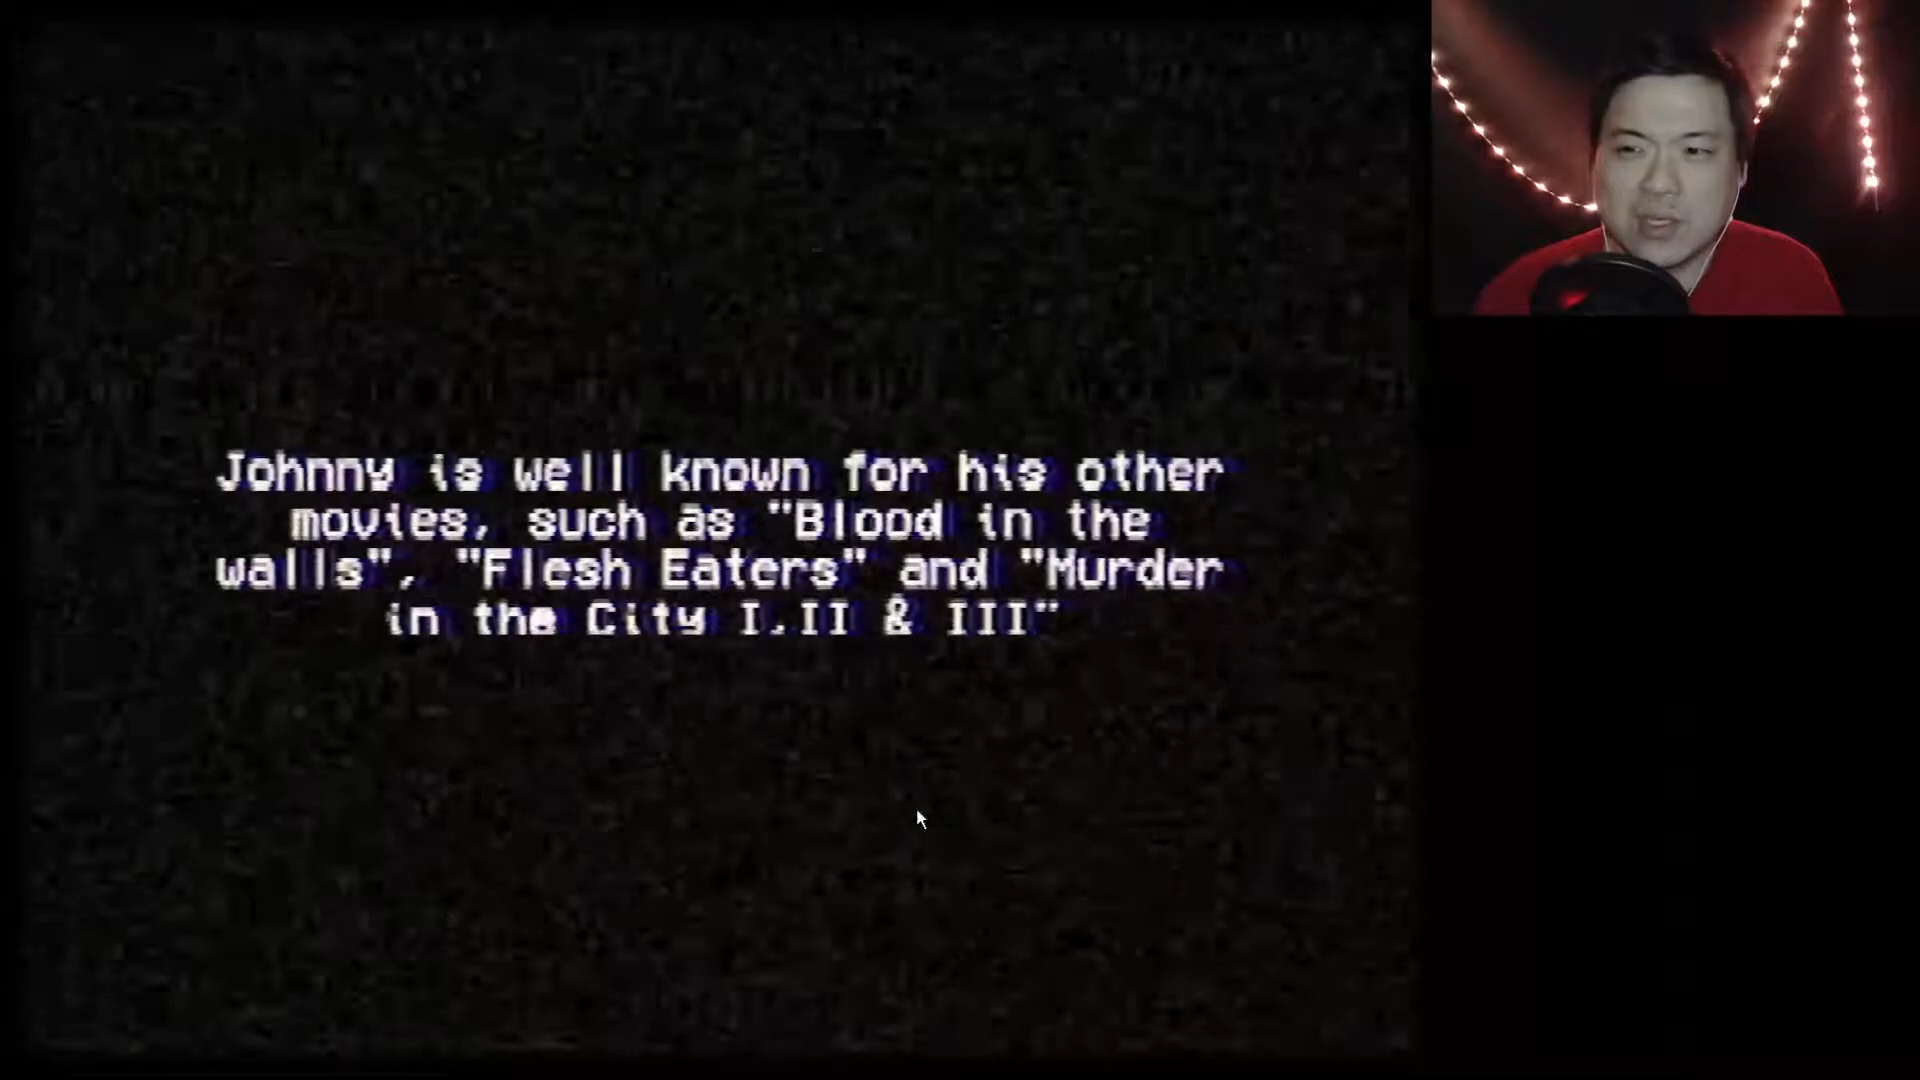 Johnny is well known for his other
movies, such as "Blood in the
walls", "Flesh Eaters" and "Murder
in the City I,II & III"